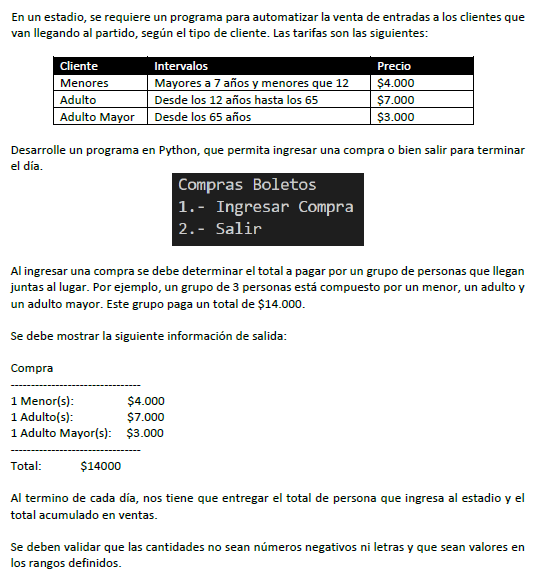 En un estadio, se requiere un programa para automatizar la venta de entradas a los clientes que
van llegando al partido, según el tipo de cliente. Las tarifas son las siguientes:
Cliente Intervalos Precio
Menores Mayores a 7 años y menores que 12 $4.000
Adulto Desde los 12 años hasta los 65 $7.000
Adulto Mayor Desde los 65 años $3.000
Desarrolle un programa en Python, que permita ingresar una compra o bien salir para terminar
el día.
Compras Boletos
1.- Ingresar Compra
2.- Salir
Al ingresar una compra se debe determinar el total a pagar por un grupo de personas que llegan
juntas al lugar. Por ejemplo, un grupo de 3 personas está compuesto por un menor, un adulto y
un adulto mayor. Este grupo paga un total de $14.000.
Se debe mostrar la siguiente información de salida:
Compra
---------------------------------
1 Menor(s): $4.000
1 Adulto(s): $7.000
1 Adulto Mayor(s): $3.000
---------------------------------
Total: $14000
Al termino de cada día, nos tiene que entregar el total de persona que ingresa al estadio y el
total acumulado en ventas.
Se deben validar que las cantidades no sean números negativos ni letras y que sean valores en
los rangos definidos.